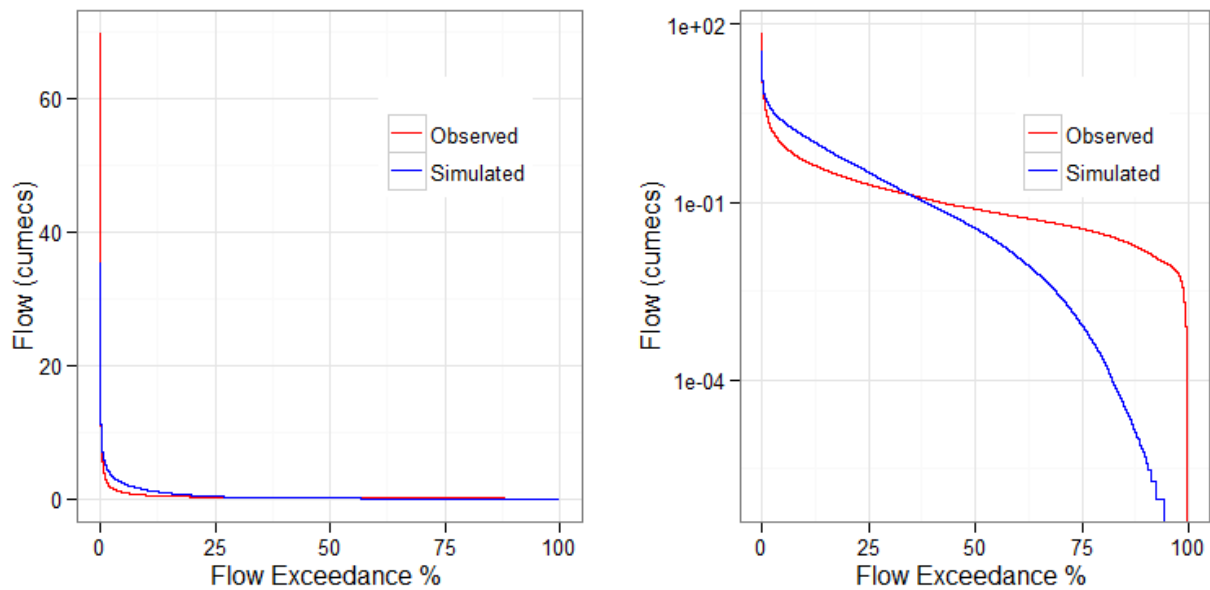 60
40
20
0
Flow (cumecs)
Observed
Simulated
0 25 50 75 100
Flow Exceedance %
1e+02
1e-01
1e-04
Flow (cumecs)
Observed
Simulated
0 25 50 75 100
Flow Exceedance %